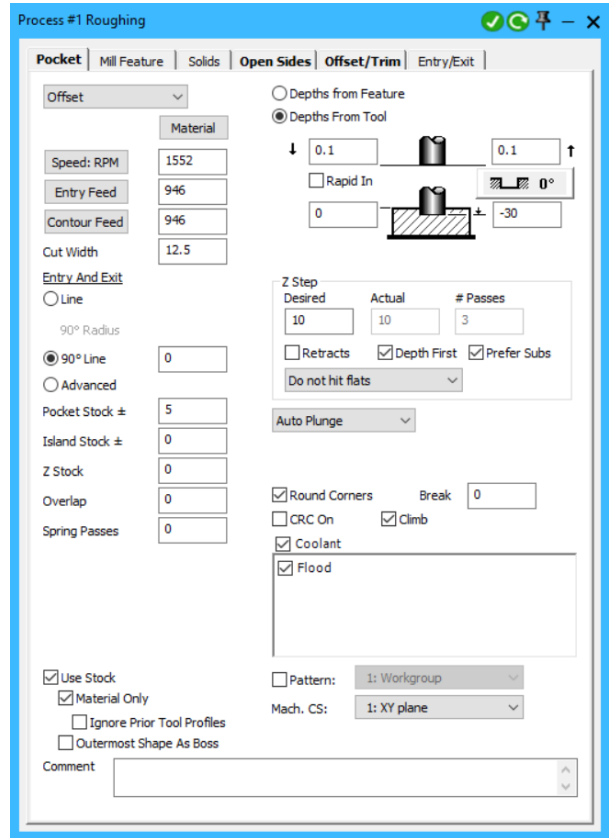 Process #1 Roughing
Pocket Mill Feature Solids Open Sides Offset/Trim Entry/Exit
Offset
Material
Speed: RPM 1552
Entry Feed 946
Contour Feed 946
Cut Width 12.5
Entry And Exit
Line
90° Radius
90° Line 0
Advanced
Pocket Stock ± 5
Island Stock ± 0
Z Stock 0
Overlap 0
Spring Passes 0
Depths from Feature
Depths From Tool
0.1 0.1
Rapid In 0°
0 -30
Z Step
Desired Actual # Passes
10 10 3
Retracts Depth First Prefer Subs
Do not hit flats
Auto Plunge
Round Corners Break 0
CRC On Climb
Coolant
Flood
Use Stock
Material Only
Ignore Prior Tool Profiles
Outermost Shape As Boss
Pattern: 1: Workgroup
Mach. CS: 1: XY plane
Comment